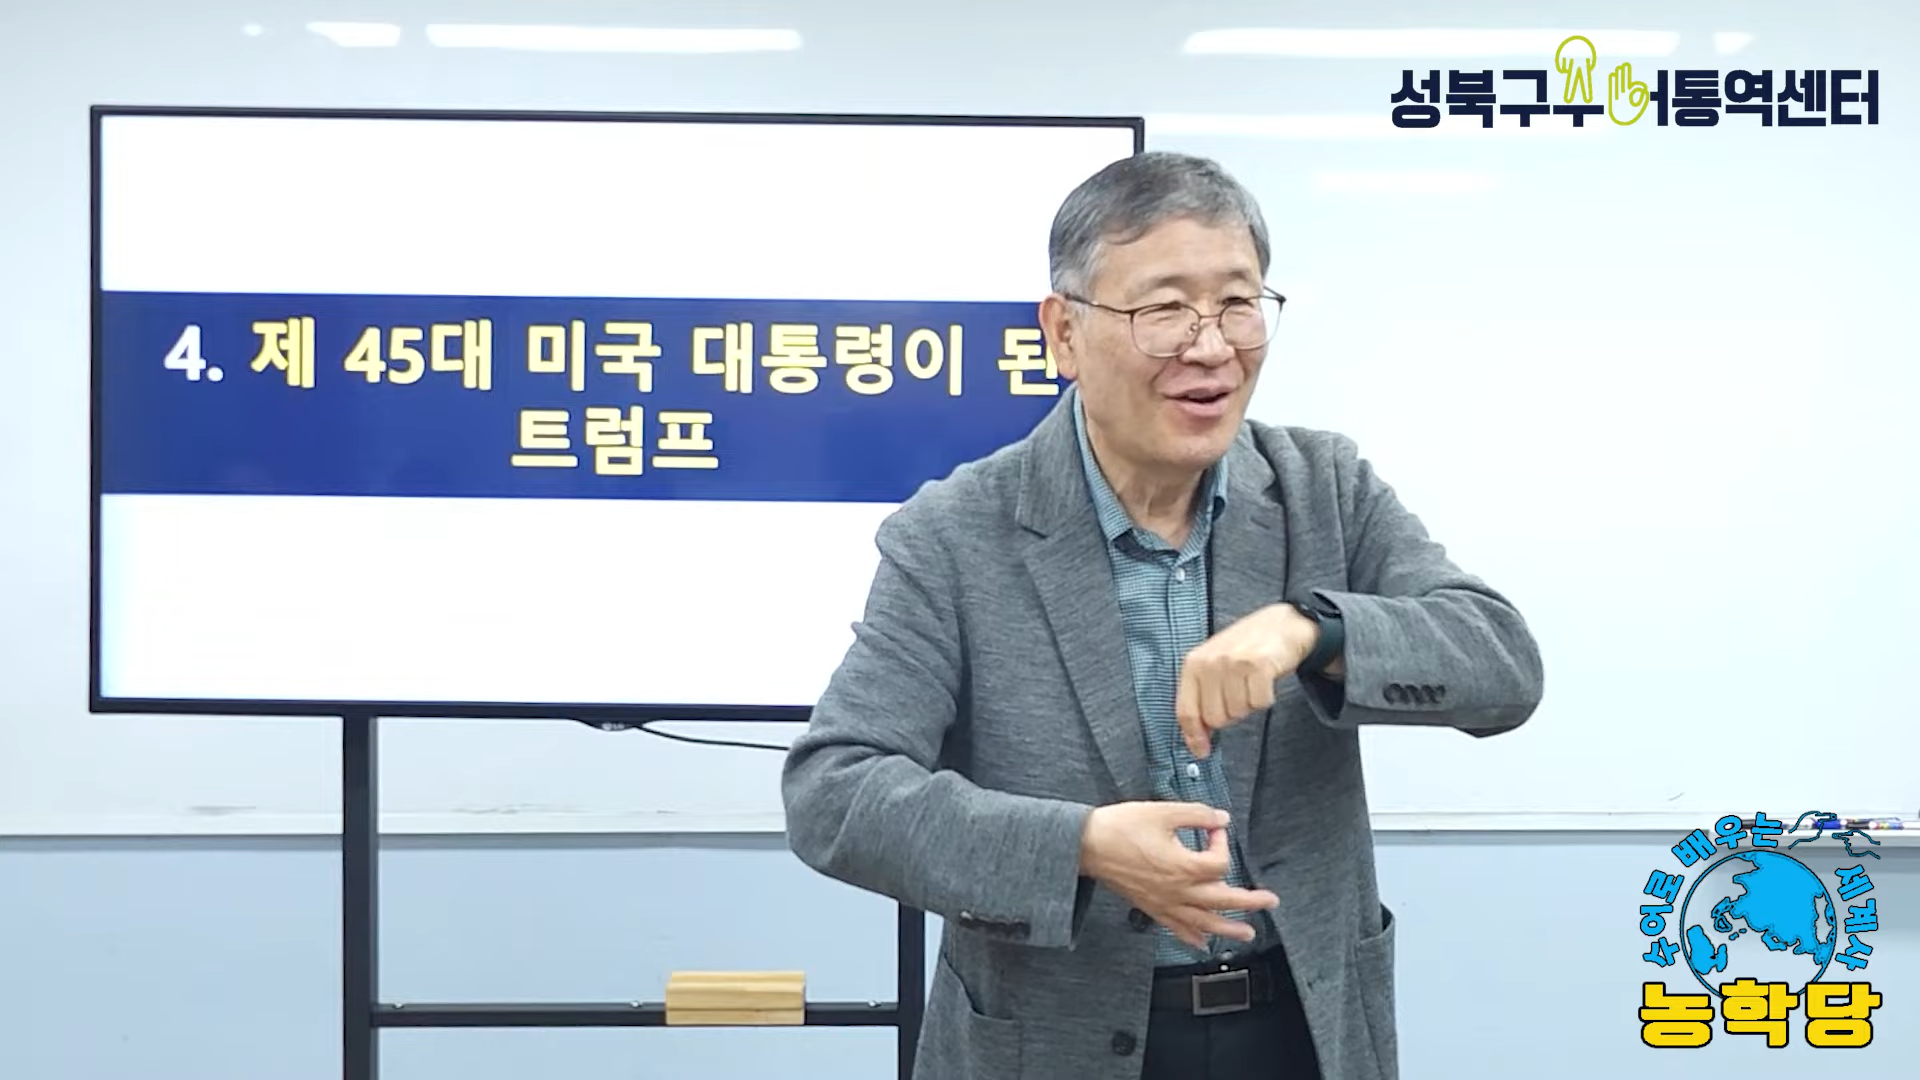 성북구수어통역센터
4. 제 45대 미국 대통령이 된
트럼프
수어로 배우는 세계사
농학당